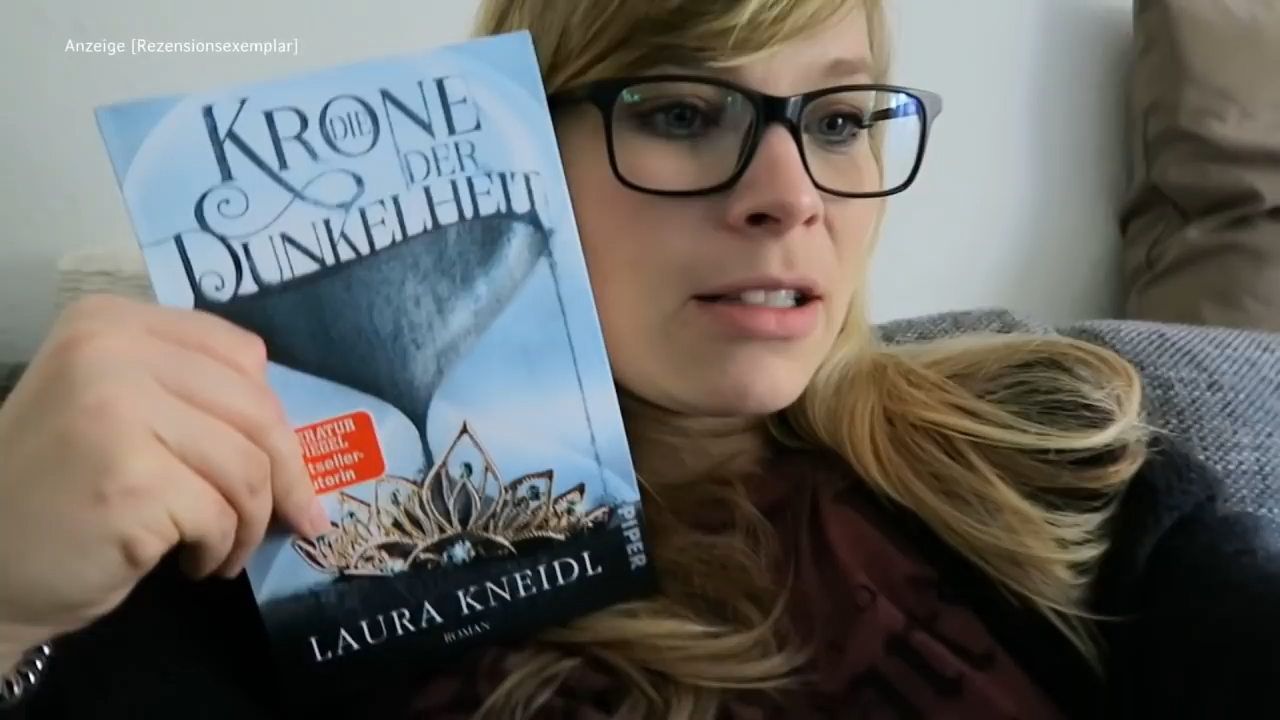 Anzeige [Rezensionsexemplar]
KRONE
DIE
DER
DUNKELHEIT
PIPER
LAURA KNEIDL
ROMAN